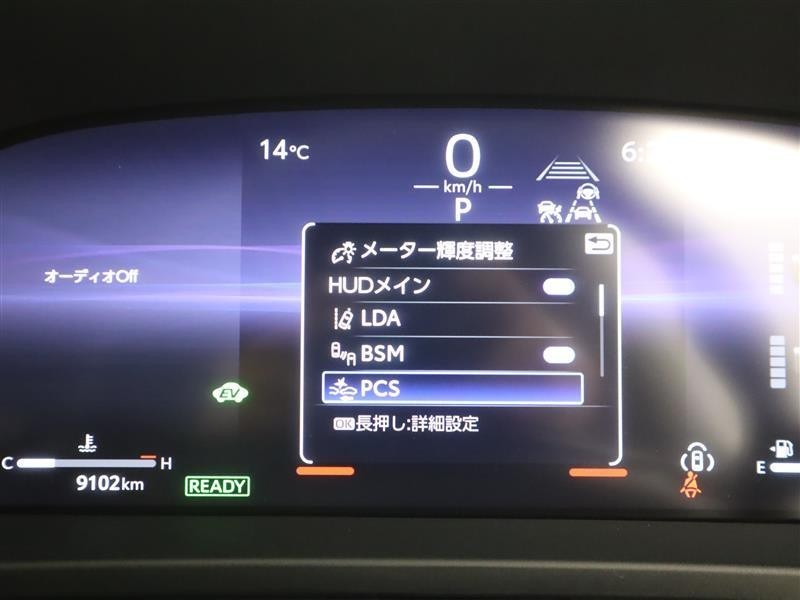 14℃
0
km/h
P
オーディオOff
メーター輝度調整
HUDメイン
LDA
BSM
PCS
OK長押し:詳細設定
EV
C
H
9102km
READY
E